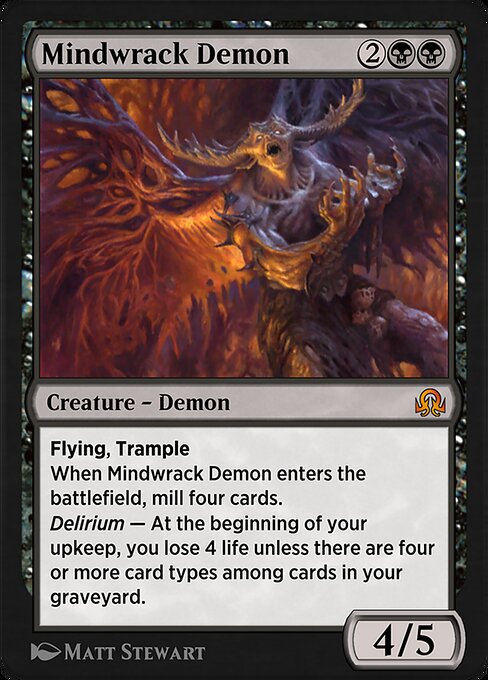 Mindwrack Demon 2
Creature – Demon
Flying, Trample
When Mindwrack Demon enters the
battlefield, mill four cards.
Delirium — At the beginning of your
upkeep, you lose 4 life unless there are four
or more card types among cards in your
graveyard.
4/5
Matt Stewart